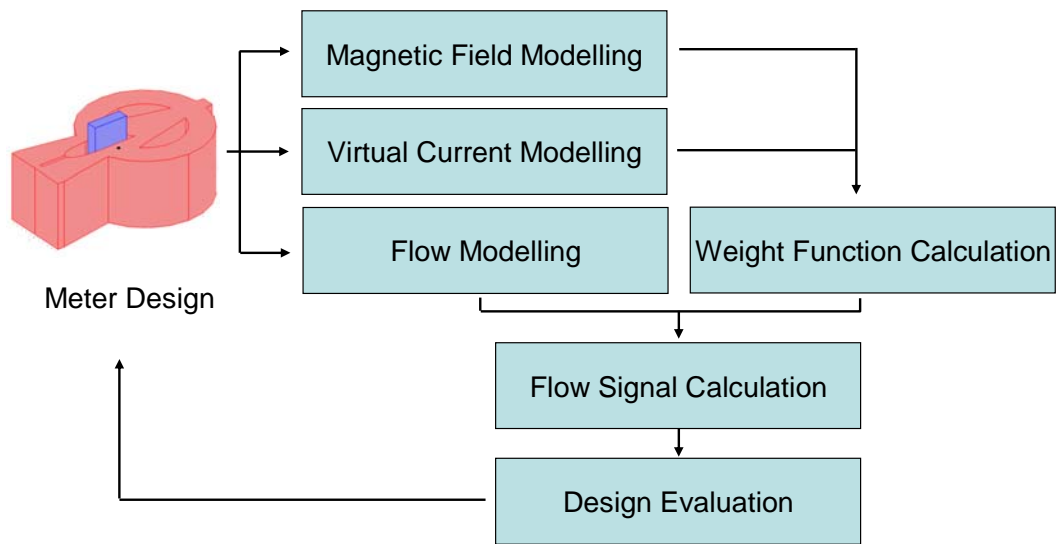 Magnetic Field Modelling
Virtual Current Modelling
Flow Modelling
Weight Function Calculation
Meter Design
Flow Signal Calculation
Design Evaluation